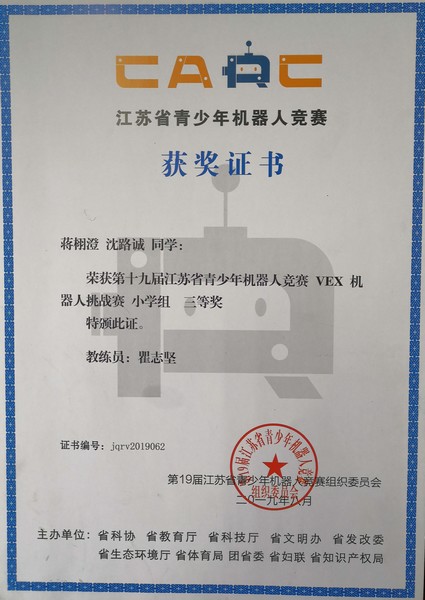 CARC
江苏省青少年机器人竞赛
获奖证书
蒋栩澄 沈路诚 同学：
荣获第十九届江苏省青少年机器人竞赛 VEX 机
器人挑战赛 小学组 三等奖
特颁此证。
教练员：瞿志坚
证书编号：jqrv2019062
第19届江苏省青少年机器人竞赛组织委员会
组织委员会
二〇一九年八月
主办单位：省科协 省教育厅 省科技厅 省文明办 省发改委
省生态环境厅 省体育局 团省委 省妇联 省知识产权局